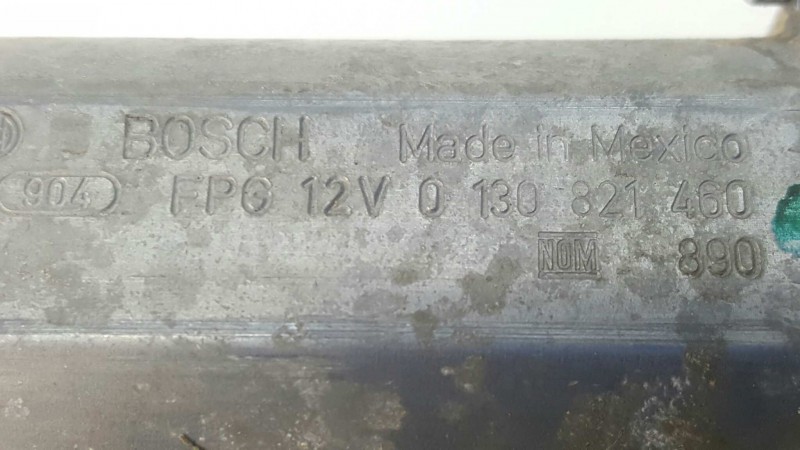 BOSCH Made in Mexico
904 FPG 12V 0 130 821 460
NOM 890